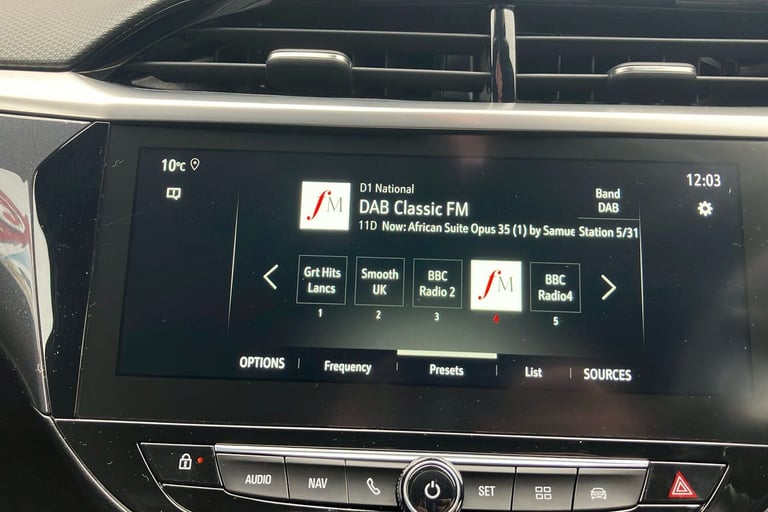 10°C
12:03
D1 National
DAB Classic FM
Band
DAB
11D Now: African Suite Opus 35 (1) by Samue Station 5/31
fM
Grt Hits
Lancs
Smooth
UK
BBC
Radio 2
fM
BBC
Radio4
1
2
3
4
5
OPTIONS
Frequency
Presets
List
SOURCES
AUDIO
NAV
SET